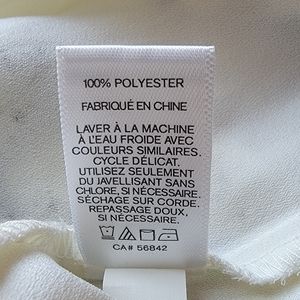 100% POLYESTER
FABRIQUÉ EN CHINE
LAVER À LA MACHINE
À L'EAU FROIDE AVEC
COULEURS SIMILAIRES.
CYCLE DÉLICAT.
UTILIZEZ SEULEMENT
DU JAVELLISANT SANS
CHLORE, SI NÉCESSAIRE.
SÉCHAGE SUR CORDE.
REPASSAGE DOUX,
SI NÉCESSAIRE.
CA# 56842